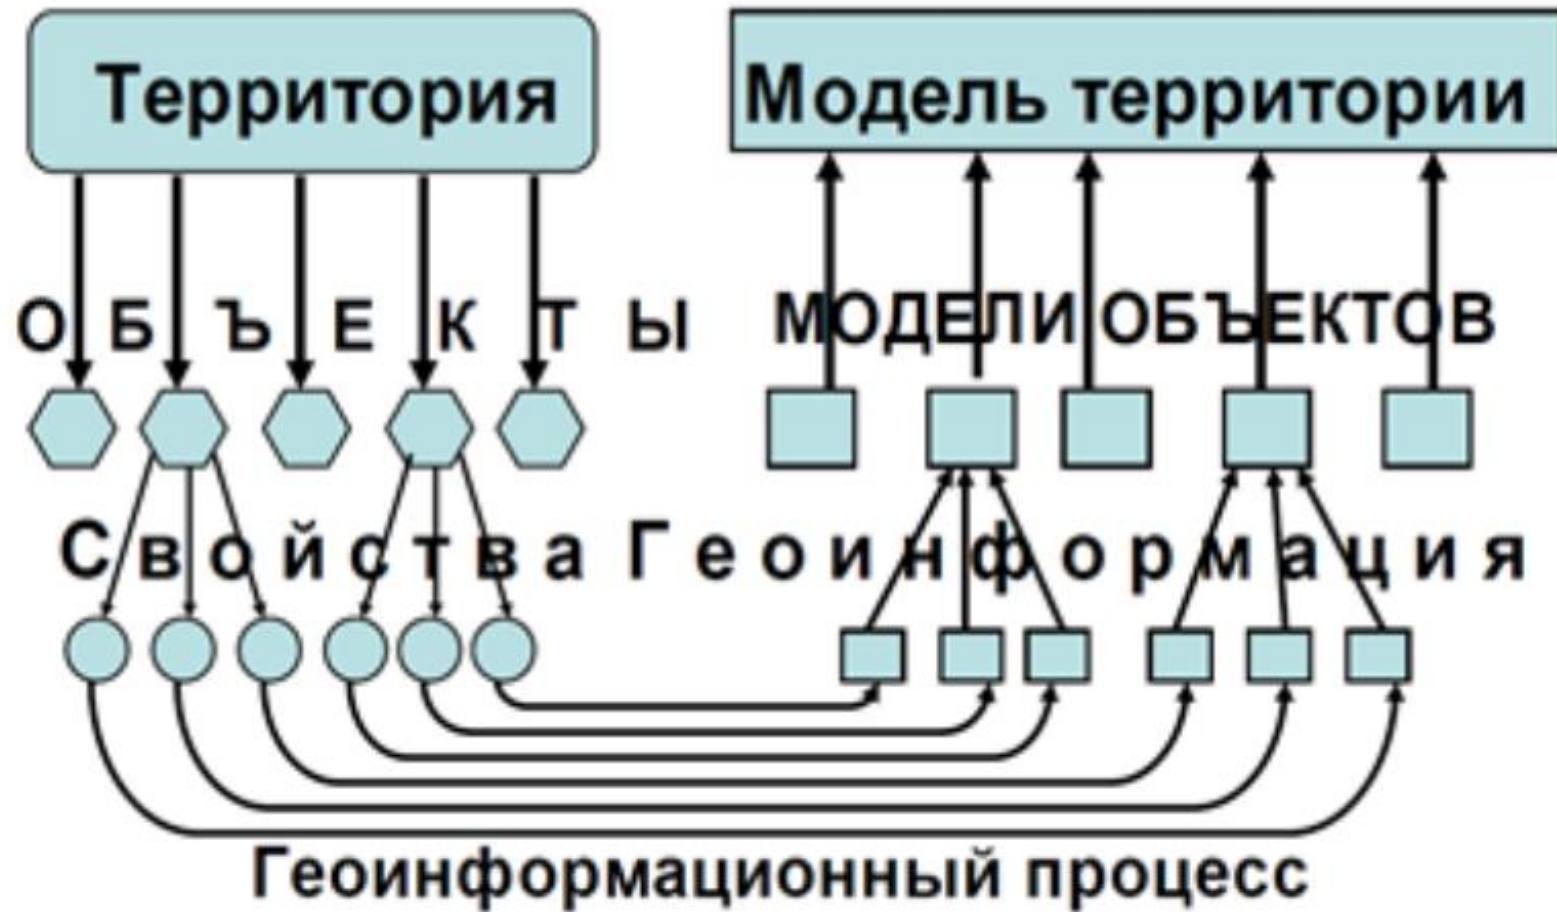 Территория Модель территории
О Б Ъ Е К Т Ы МОДЕЛИ ОБЪЕКТОВ
С в о й с т в а Г е о и н ф о р м а ц и я
Геоинформационный процесс